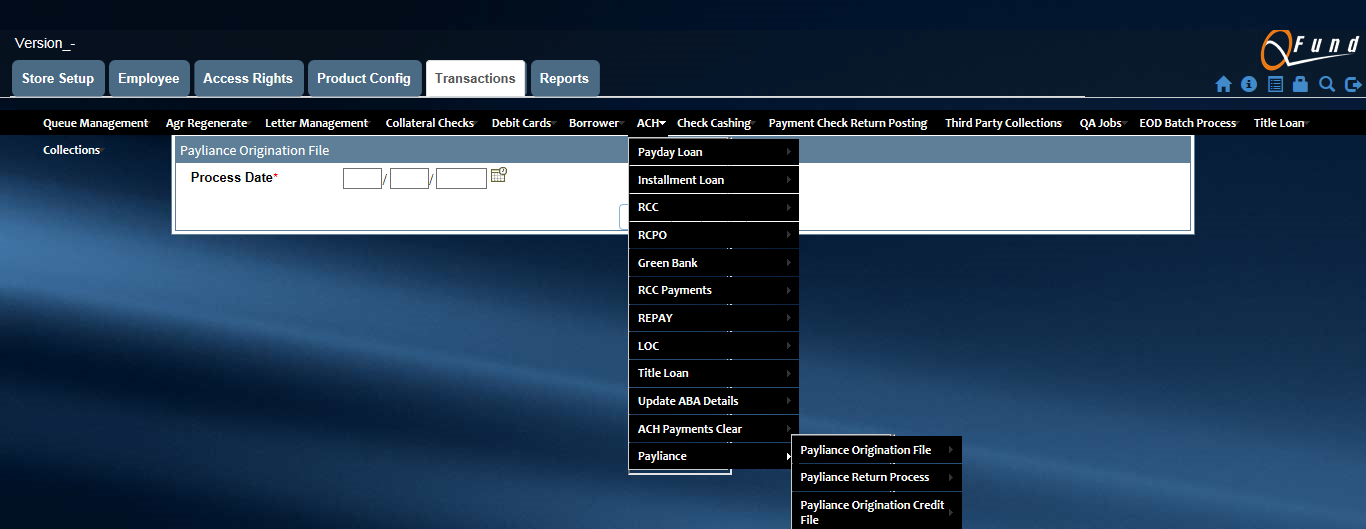 Version_-
QFund
Store Setup Employee Access Rights Product Config Transactions Reports
Queue Management Agr Regenerate Letter Management Collateral Checks Debit Cards Borrower ACH Check Cashing Payment Check Return Posting Third Party Collections QA Jobs EOD Batch Process Title Loan
Collections
Payliance Origination File
Process Date* / /
Payday Loan
Installment Loan
RCC
RCPO
Green Bank
RCC Payments
REPAY
LOC
Title Loan
Update ABA Details
ACH Payments Clear
Payliance
Payliance Origination File
Payliance Return Process
Payliance Origination Credit
File